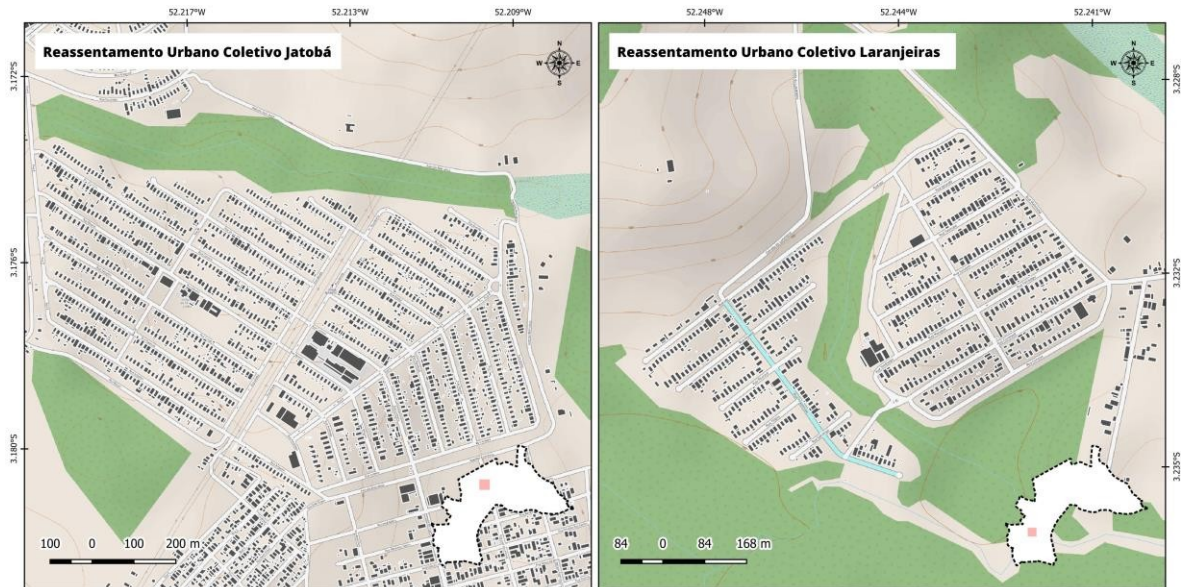 52.217°W
52.213°W
52.209°W
Reassentamento Urbano Coletivo Jatobá
N
W
E
S
3.172°S
3.176°S
3.180°S
100 0 100 200 m
52.248°W
52.244°W
52.241°W
Reassentamento Urbano Coletivo Laranjeiras
N
W
E
S
3.228°S
3.232°S
3.235°S
84 0 84 168 m